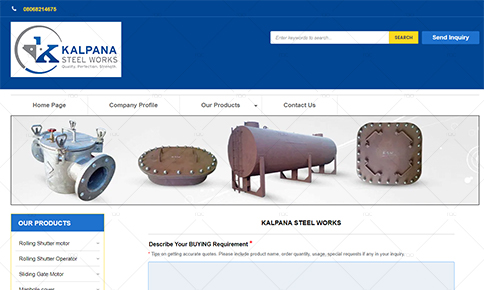 08068214675
KALPANA
STEEL WORKS
Quality. Perfection. Strength.
Enter keywords to search..
SEARCH
Send Inquiry
Home Page
Company Profile
Our Products
Contact Us
OUR PRODUCTS
Rolling Shutter motor
Rolling Shutter Operator
Sliding Gate Motor
Manhole cover
KALPANA STEEL WORKS
Describe Your BUYING Requirement *
* Tips on getting accurate quotes. Please include product name, order quantity, usage, special requests if any in your inquiry.